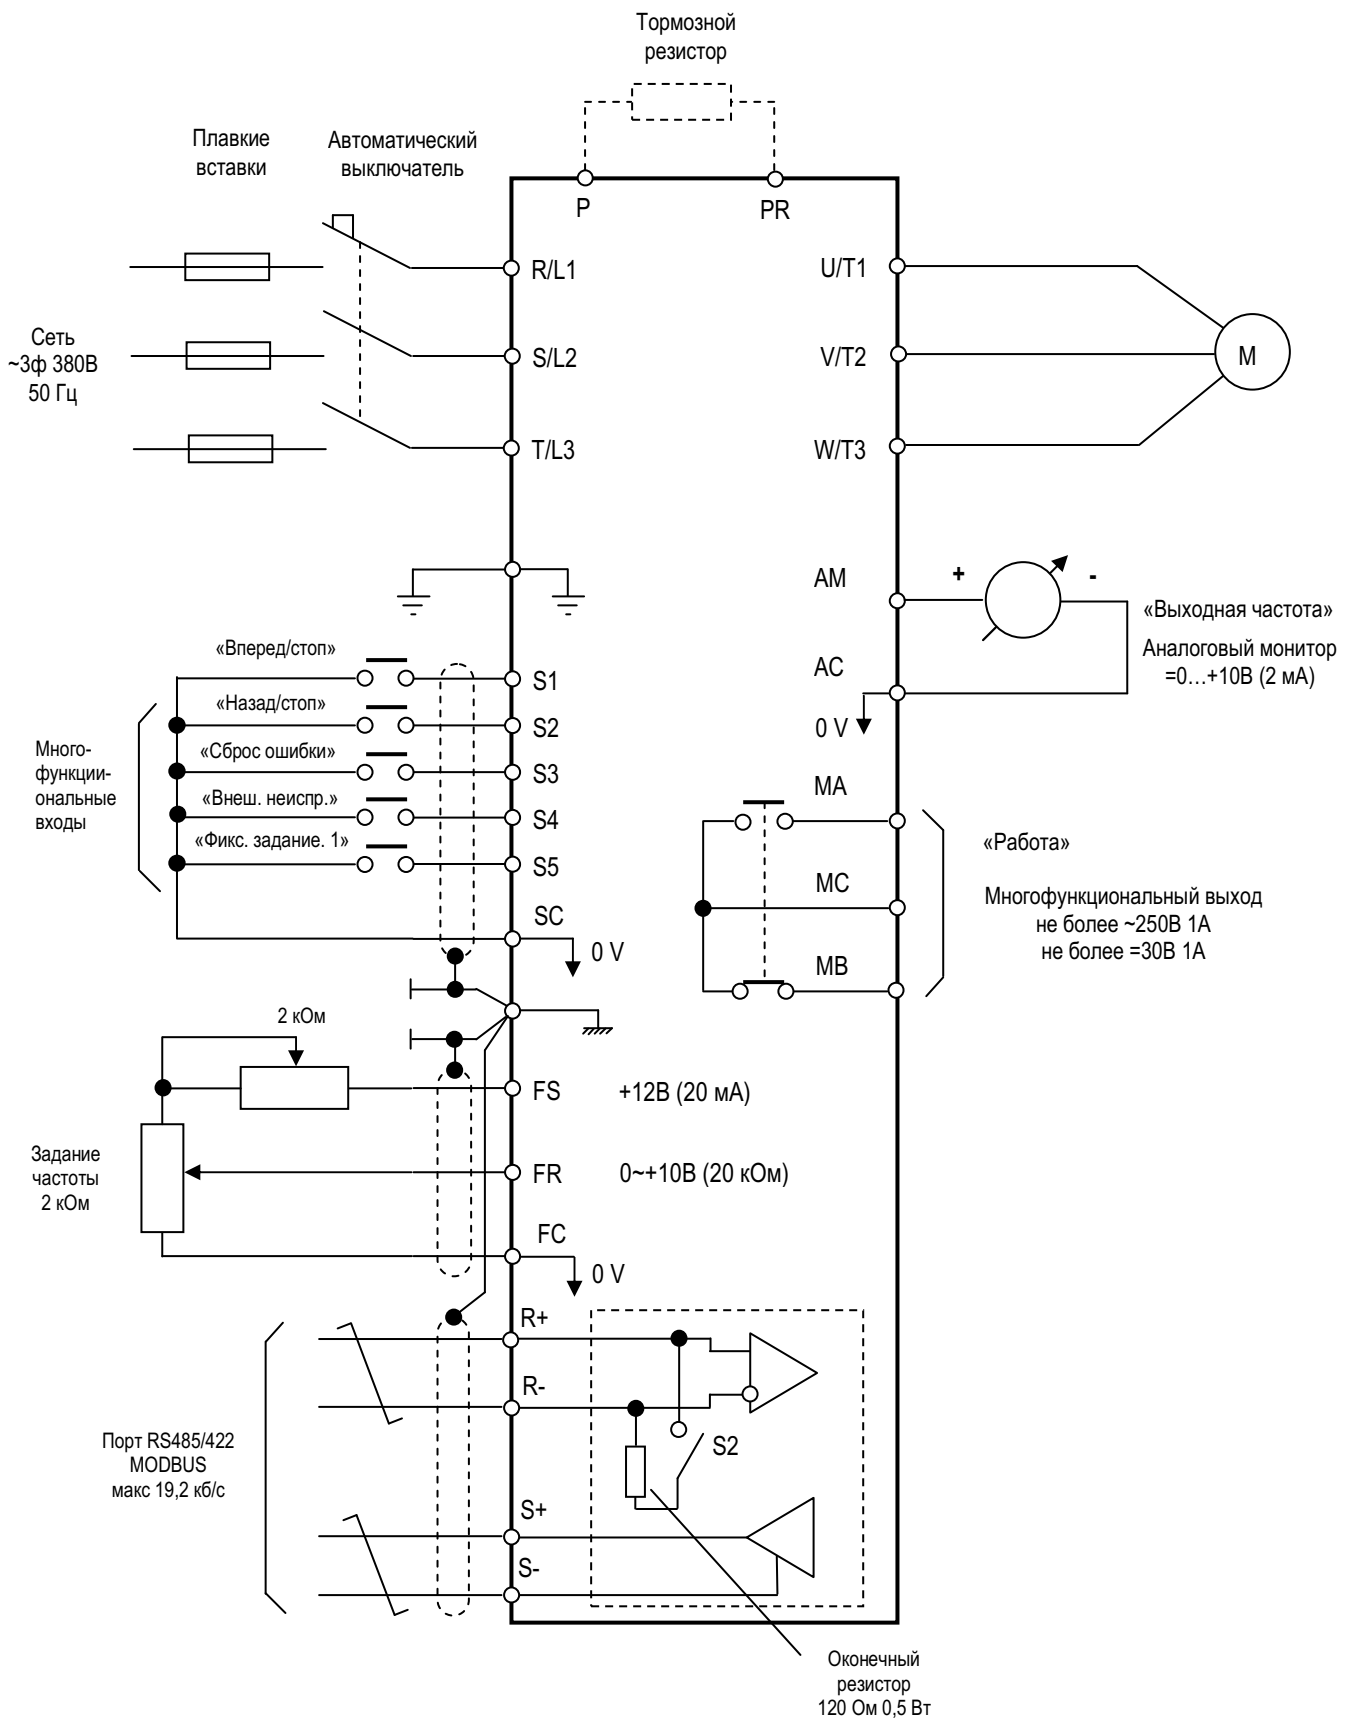 Тормозной
резистор
Плавкие
вставки
Автоматический
выключатель
P
PR
R/L1
U/T1
Сеть
~3ф 380В
50 Гц
S/L2
V/T2
M
T/L3
W/T3
AM
+
-
«Выходная частота»
Аналоговый монитор
=0…+10В (2 мА)
AC
0 V
«Вперед/стоп»
S1
«Назад/стоп»
S2
Много-
функции-
ональные
входы
«Сброс ошибки»
S3
«Внеш. неиспр.»
S4
«Фикс. задание. 1»
S5
SC
0 V
MA
«Работа»
MC
Многофункциональный выход
не более ~250В 1А
не более =30В 1А
MB
2 кОм
FS
+12В (20 мА)
Задание
частоты
2 кОм
FR
0~+10В (20 кОм)
FC
0 V
R+
R-
S2
Порт RS485/422
MODBUS
макс 19,2 кб/с
S+
S-
Оконечный
резистор
120 Ом 0,5 Вт